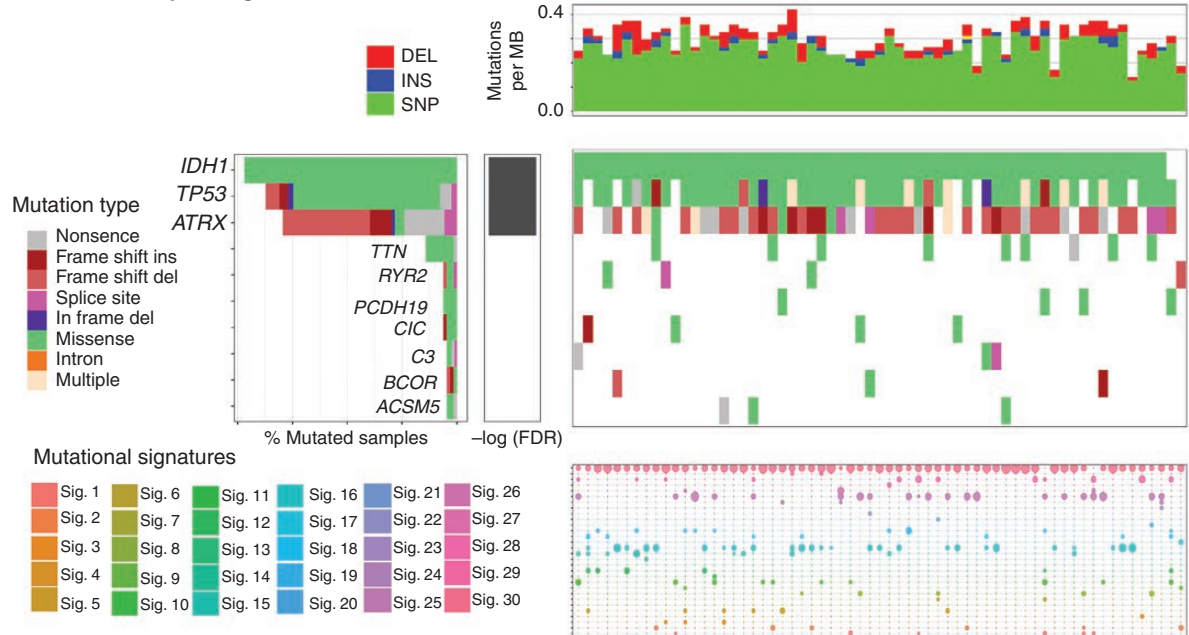 0.4
0.0
Mutations
per MB
DEL
INS
SNP
IDH1
TP53
ATRX
TTN
RYR2
PCDH19
CIC
C3
BCOR
ACSM5
% Mutated samples
–log (FDR)
Mutation type
Nonsence
Frame shift ins
Frame shift del
Splice site
In frame del
Missense
Intron
Multiple
Mutational signatures
Sig. 1
Sig. 2
Sig. 3
Sig. 4
Sig. 5
Sig. 6
Sig. 7
Sig. 8
Sig. 9
Sig. 10
Sig. 11
Sig. 12
Sig. 13
Sig. 14
Sig. 15
Sig. 16
Sig. 17
Sig. 18
Sig. 19
Sig. 20
Sig. 21
Sig. 22
Sig. 23
Sig. 24
Sig. 25
Sig. 26
Sig. 27
Sig. 28
Sig. 29
Sig. 30